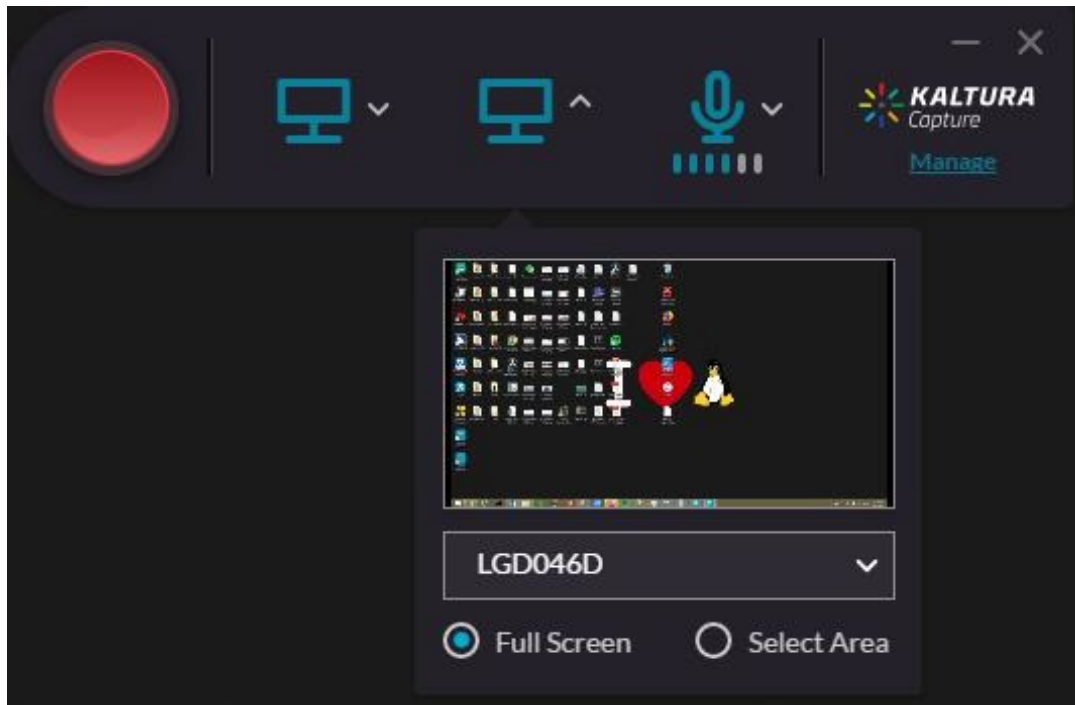 KALTURA
Capture
Manage
I
LGD046D
Full Screen
Select Area